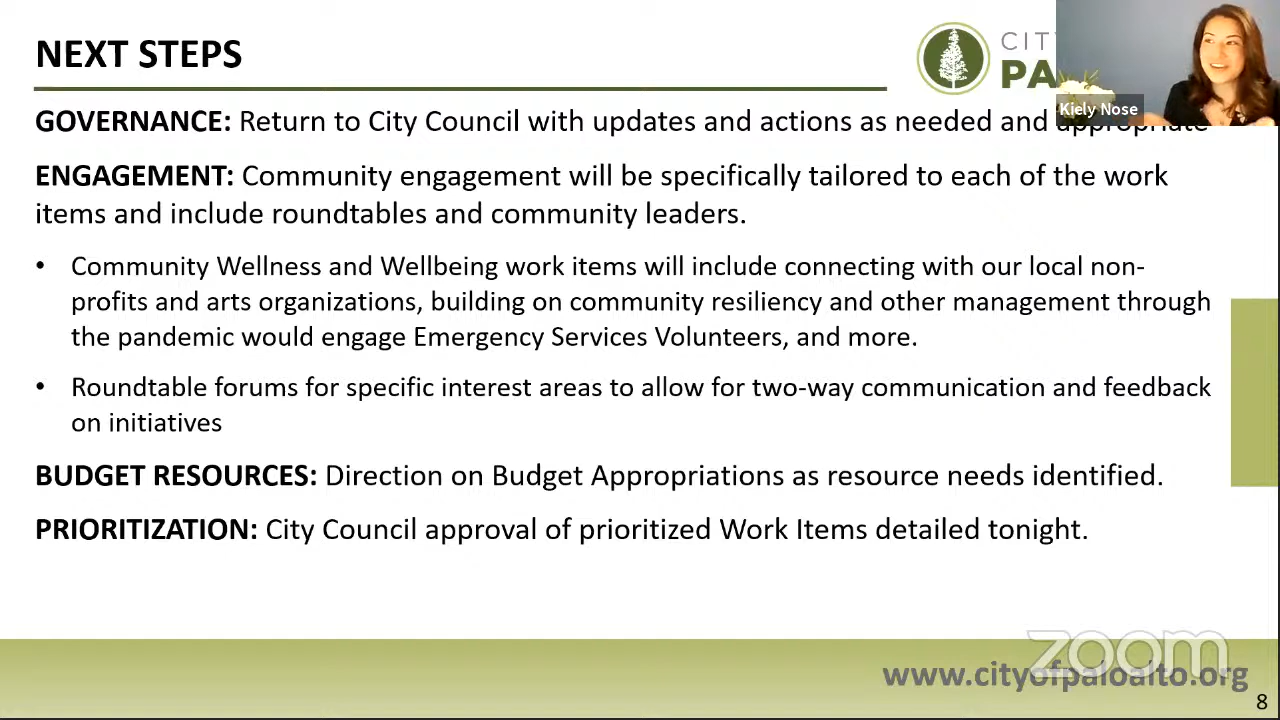 NEXT STEPS
CITY
PA
Kiely Nose
GOVERNANCE: Return to City Council with updates and actions as needed and appropriate
ENGAGEMENT: Community engagement will be specifically tailored to each of the work
items and include roundtables and community leaders.
• Community Wellness and Wellbeing work items will include connecting with our local non-
profits and arts organizations, building on community resiliency and other management through
the pandemic would engage Emergency Services Volunteers, and more.
• Roundtable forums for specific interest areas to allow for two-way communication and feedback
on initiatives
BUDGET RESOURCES: Direction on Budget Appropriations as resource needs identified.
PRIORITIZATION: City Council approval of prioritized Work Items detailed tonight.
zoom
www.cityofpaloalto.org
8